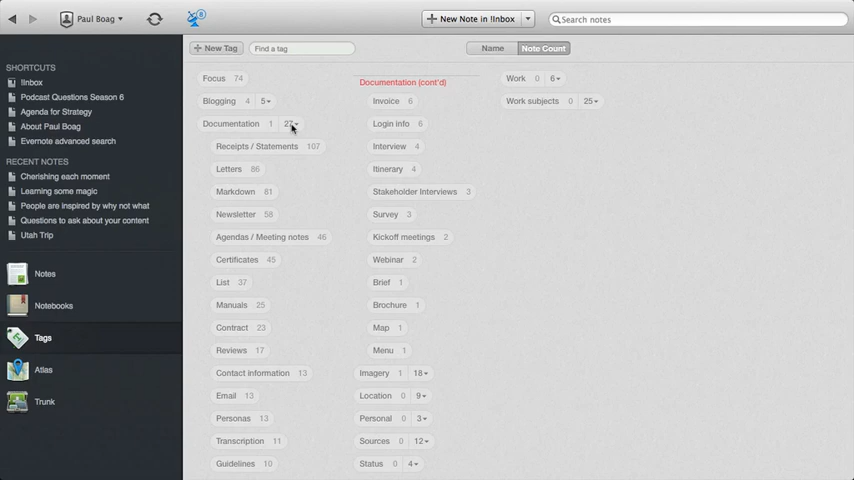 Paul Boag
8
New Note in !Inbox
Search notes
+ New Tag
Find a tag
Name
Note Count
SHORTCUTS
!Inbox
Podcast Questions Season 6
Agenda for Strategy
About Paul Boag
Evernote advanced search
RECENT NOTES
Cherishing each moment
Learning some magic
People are inspired by why not what
Questions to ask about your content
Utah Trip
Notes
Notebooks
Tags
Atlas
Trunk
Focus 74
Blogging 4 5
Documentation 1 27
Receipts / Statements 107
Letters 86
Markdown 81
Newsletter 58
Agendas / Meeting notes 46
Certificates 45
List 37
Manuals 25
Contract 23
Reviews 17
Contact information 13
Email 13
Personas 13
Transcription 11
Guidelines 10
Documentation (cont'd)
Invoice 6
Login info 6
Interview 4
Itinerary 4
Stakeholder Interviews 3
Survey 3
Kickoff meetings 2
Webinar 2
Brief 1
Brochure 1
Map 1
Menu 1
Imagery 1 18
Location 0 9
Personal 0 3
Sources 0 12
Status 0 4
Work 0 6
Work subjects 0 25